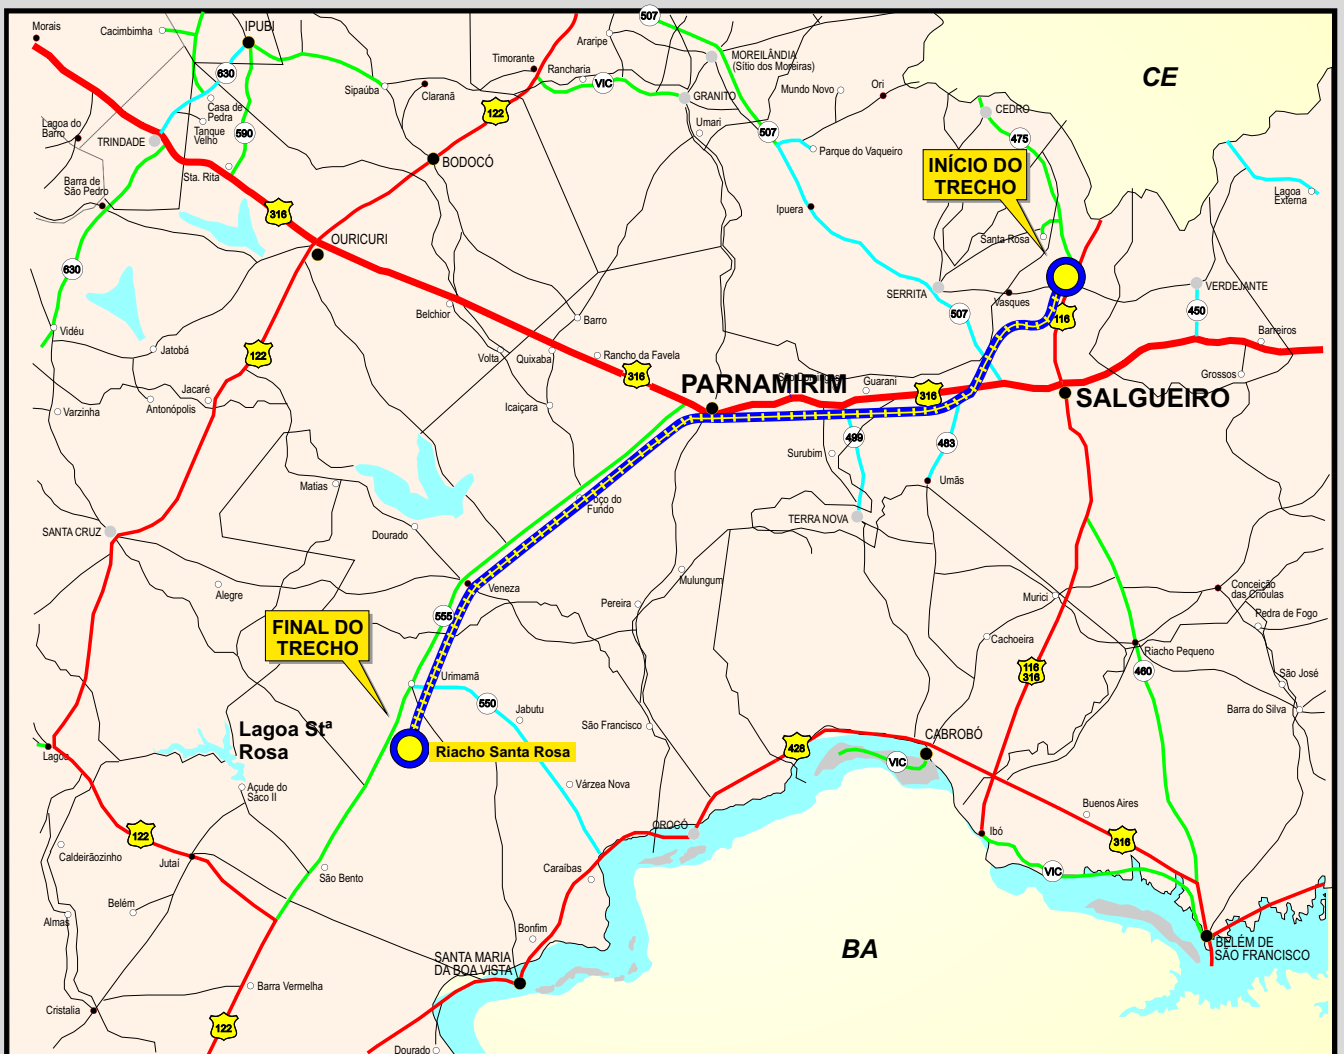 507
Morais
Cacimbimha
IPUBI
Araripe
MOREILÂNDIA
(Sítio dos Moreiras)
CE
Timorante
Rancharia
630
VIC
Sipaúba
Claranã
GRANITO
Mundo Novo
Ori
Casa de
Pedra
122
CEDRO
Lagoa do
Barro
Tanque
Velho
590
Umari
507
475
TRINDADE
BODOCÓ
Parque do Vaqueiro
INÍCIO DO
TRECHO
Sta. Rita
Barra de
São Pedro
Lagoa
Externa
316
Ipuera
OURICURI
Santa Rosa
630
SERRITA
Vasques
VERDEJANTE
Belchior
Barro
507
116
450
Vidéu
Barreiros
Jatobá
122
Volta
Quixaba
Rancho da Favela
316
PARNAMIRIM
Guarani
316
Grossos
Jacaré
Antonópolis
Varzinha
Icaiçara
SALGUEIRO
499
483
Surubim
Matias
Poço do
Fundo
Umãs
SANTA CRUZ
Dourado
TERRA NOVA
Alegre
Veneza
Mulungum
Pereira
555
Murici
Conceição
das Crioulas
Pedra de Fogo
FINAL DO
TRECHO
Cachoeira
Riacho Pequeno
116
316
460
Urimamã
550
Jabutu
São José
Barra do Silva
São Francisco
Lagoa Stª
Rosa
Riacho Santa Rosa
428
CABROBÓ
VIC
Lagoa
Açude do
Saco II
Várzea Nova
Buenos Aires
122
OROCÓ
Ibó
316
Caldeirãozinho
Jutaí
São Bento
Caraíbas
VIC
Almas
Belém
Bonfim
BA
BELÉM DE
SÃO FRANCISCO
SANTA MARIA
DA BOA VISTA
Barra Vermelha
Cristalia
122
Dourado